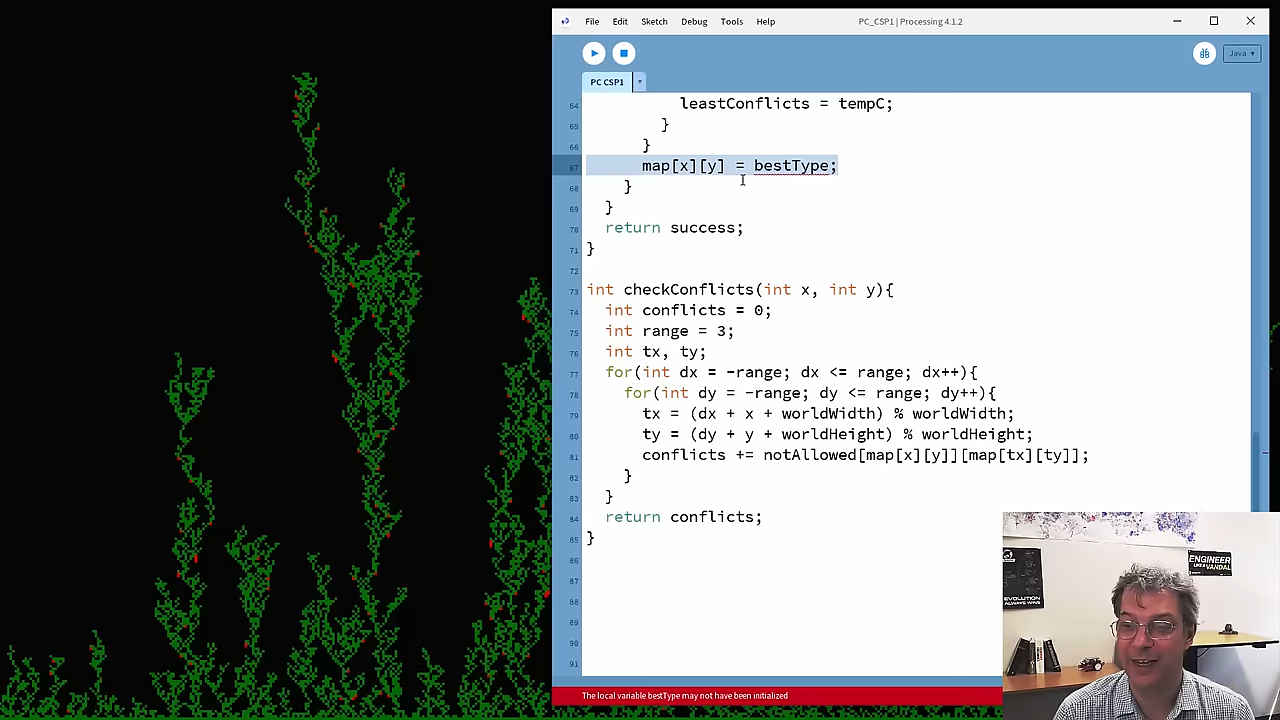 File Edit Sketch Debug Tools Help
PC_CSP1 | Processing 4.1.2
Java
PC CSP1
64 leastConflicts = tempC;
65 }
66 }
67 map[x][y] = bestType;
68 }
69 }
70 return success;
71 }
72
73 int checkConflicts(int x, int y){
74 int conflicts = 0;
75 int range = 3;
76 int tx, ty;
77 for(int dx = -range; dx <= range; dx++){
78 for(int dy = -range; dy <= range; dy++){
79 tx = (dx + x + worldWidth) % worldWidth;
80 ty = (dy + y + worldHeight) % worldHeight;
81 conflicts += notAllowed[map[x][y]][map[tx][ty]];
82 }
83 }
84 return conflicts;
85 }
86
87
88
89
90
91
The local variable bestType may not have been initialized
EVOLUTION
ALWAYS WINS
ENGINEER
LIKE A
VANDAL